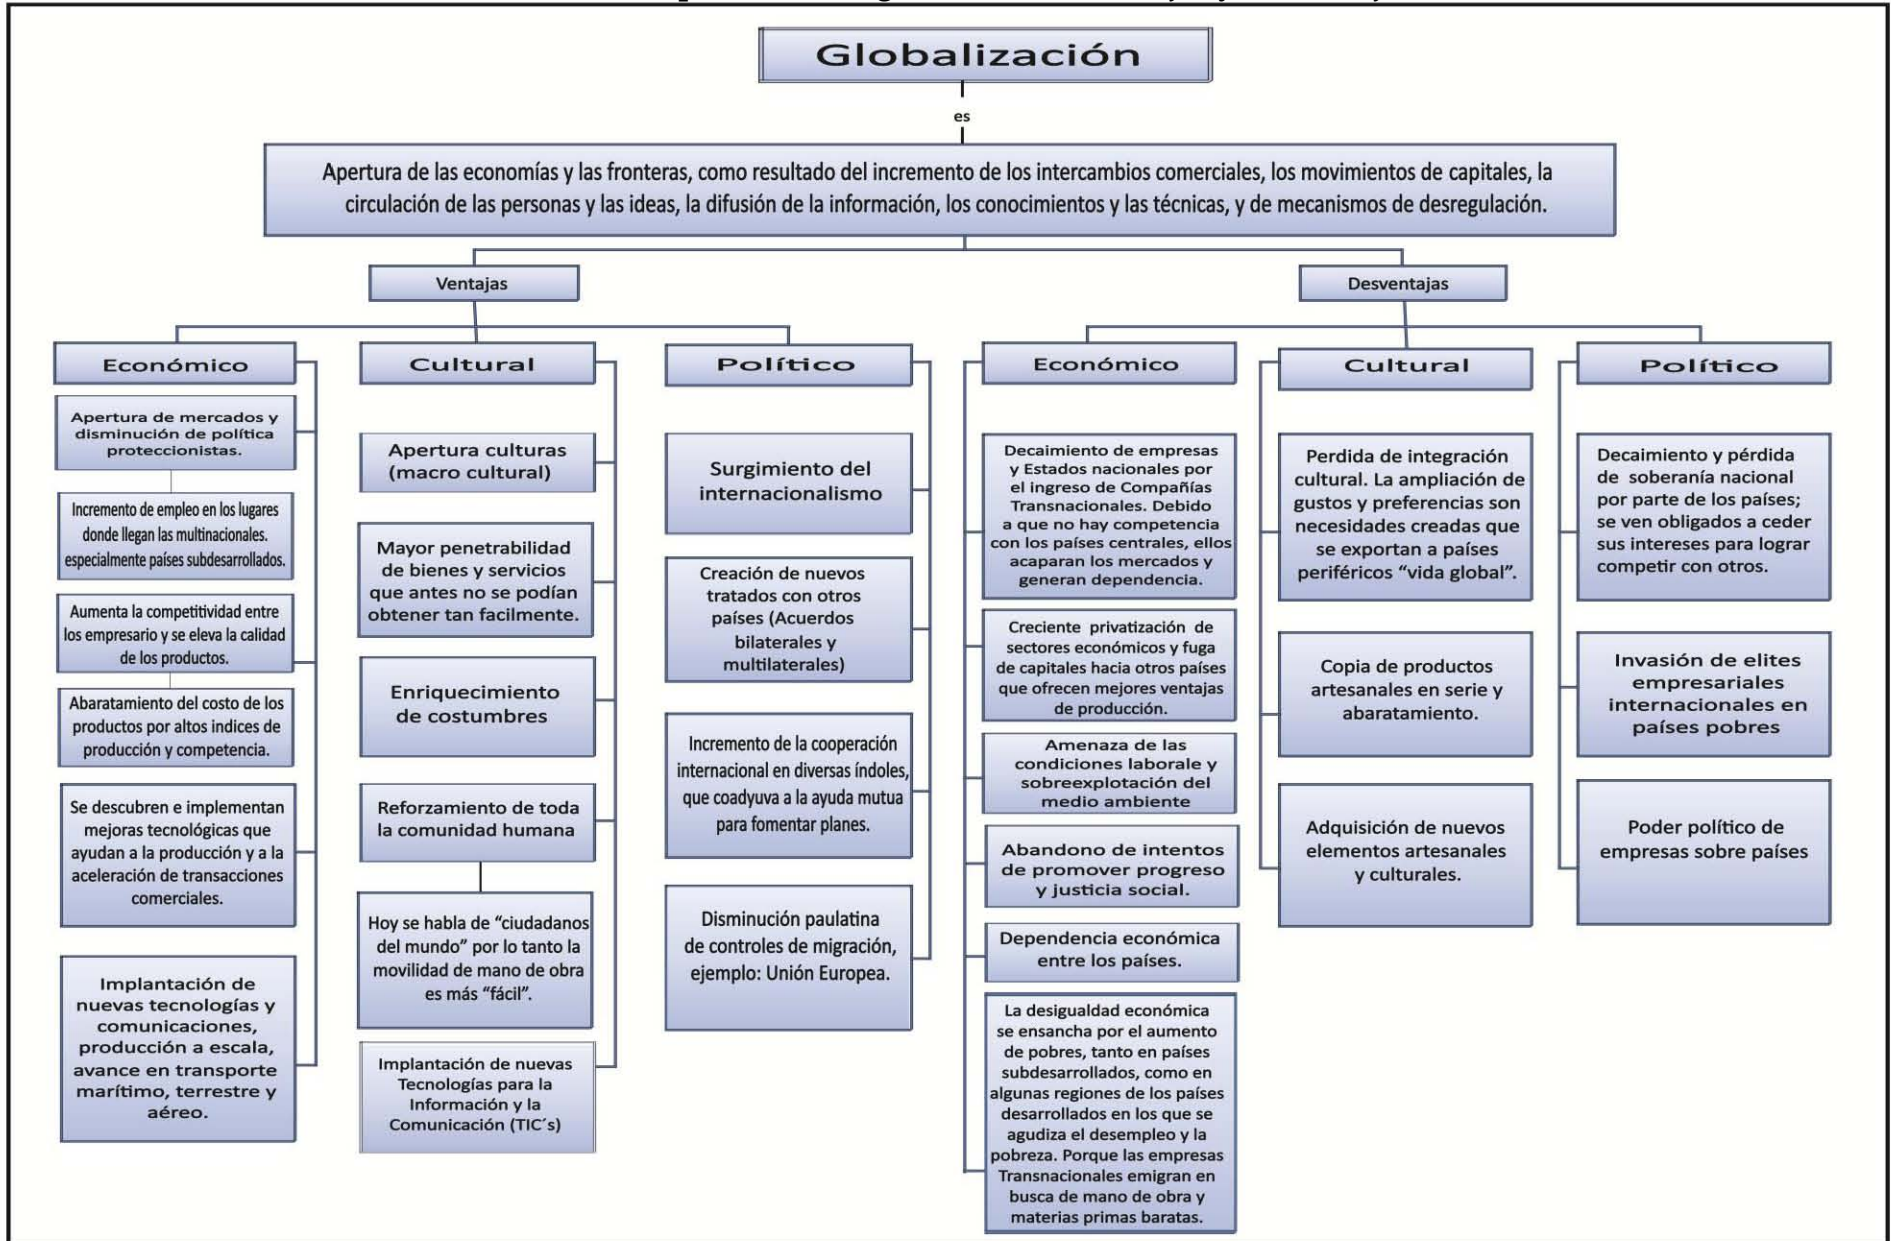 Globalización
es
Apertura de las economías y las fronteras, como resultado del incremento de los intercambios comerciales, los movimientos de capitales, la
circulación de las personas y las ideas, la difusión de la información, los conocimientos y las técnicas, y de mecanismos de desregulación.
Ventajas
Económico
Apertura de mercados y
disminución de política
proteccionistas.
Incremento de empleo en los lugares
donde llegan las multinacionales.
especialmente países subdesarrollados.
Aumenta la competitividad entre
los empresario y se eleva la calidad
de los productos.
Abaratamiento del costo de los
productos por altos indices de
producción y competencia.
Se descubren e implementan
mejoras tecnológicas que
ayudan a la producción y a la
aceleración de transacciones
comerciales.
Implantación de
nuevas tecnologías y
comunicaciones,
producción a escala,
avance en transporte
marítimo, terrestre y
aéreo.
Cultural
Apertura culturas
(macro cultural)
Mayor penetrabilidad
de bienes y servicios
que antes no se podían
obtener tan facilmente.
Enriquecimiento
de costumbres
Reforzamiento de toda
la comunidad humana
Hoy se habla de “ciudadanos
del mundo” por lo tanto la
movilidad de mano de obra
es más “fácil”.
Implantación de nuevas
Tecnologías para la
Información y la
Comunicación (TIC´s)
Político
Surgimiento del
internacionalismo
Creación de nuevos
tratados con otros
países (Acuerdos
bilaterales y
multilaterales)
Incremento de la cooperación
internacional en diversas índoles,
que coadyuva a la ayuda mutua
para fomentar planes.
Disminución paulatina
de controles de migración,
ejemplo: Unión Europea.
Desventajas
Económico
Decaimiento de empresas
y Estados nacionales por
el ingreso de Compañías
Transnacionales. Debido
a que no hay competencia
con los países centrales, ellos
acaparan los mercados y
generan dependencia.
Creciente privatización de
sectores económicos y fuga
de capitales hacia otros países
que ofrecen mejores ventajas
de producción.
Amenaza de las
condiciones laborale y
sobreexplotación del
medio ambiente
Abandono de intentos
de promover progreso
y justicia social.
Dependencia económica
entre los países.
La desigualdad económica
se ensancha por el aumento
de pobres, tanto en países
subdesarrollados, como en
algunas regiones de los países
desarrollados en los que se
agudiza el desempleo y la
pobreza. Porque las empresas
Transnacionales emigran en
busca de mano de obra y
materias primas baratas.
Cultural
Perdida de integración
cultural. La ampliación de
gustos y preferencias son
necesidades creadas que
se exportan a países
periféricos “vida global”.
Copia de productos
artesanales en serie y
abaratamiento.
Adquisición de nuevos
elementos artesanales
y culturales.
Político
Decaimiento y pérdida
de soberanía nacional
por parte de los países;
se ven obligados a ceder
sus intereses para lograr
competir con otros.
Invasión de elites
empresariales
internacionales en
países pobres
Poder político de
empresas sobre países